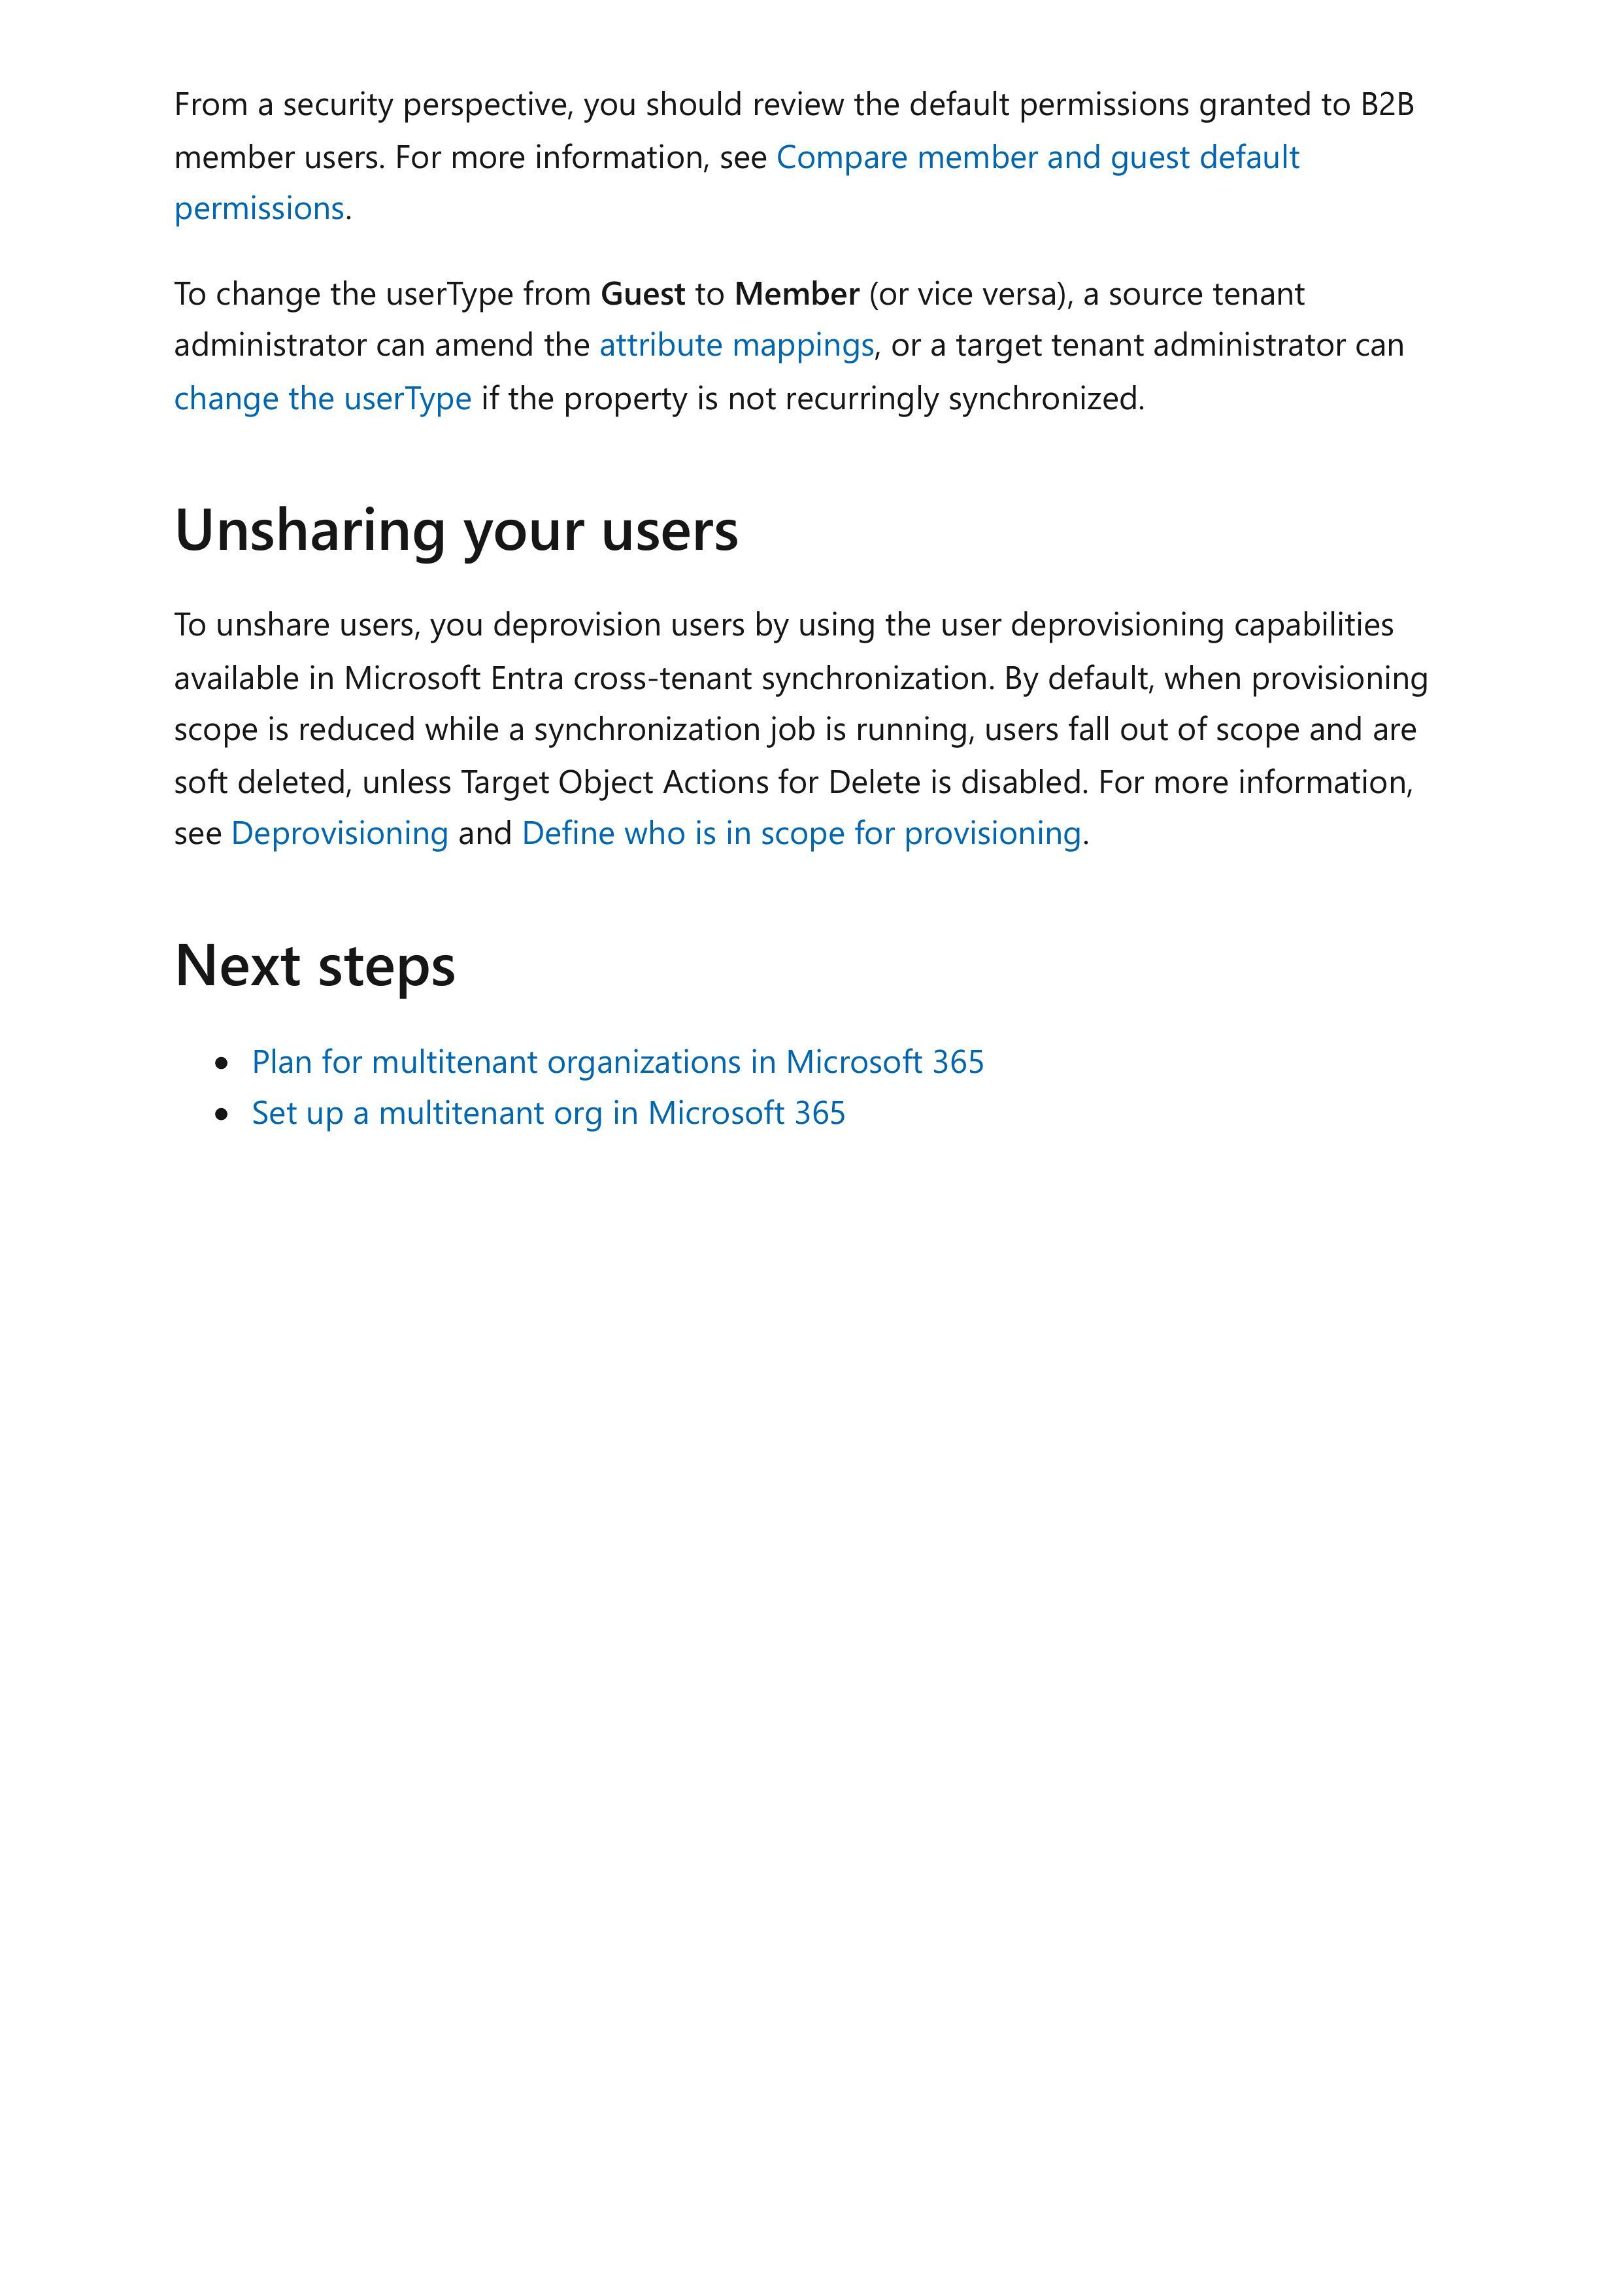 From a security perspective, you should review the default permissions granted to B2B
member users. For more information, see Compare member and guest default
permissions.
To change the userType from Guest to Member (or vice versa), a source tenant
administrator can amend the attribute mappings, or a target tenant administrator can
change the userType if the property is not recurringly synchronized.
Unsharing your users
To unshare users, you deprovision users by using the user deprovisioning capabilities
available in Microsoft Entra cross-tenant synchronization. By default, when provisioning
scope is reduced while a synchronization job is running, users fall out of scope and are
soft deleted, unless Target Object Actions for Delete is disabled. For more information,
see Deprovisioning and Define who is in scope for provisioning.
Next steps
• Plan for multitenant organizations in Microsoft 365
• Set up a multitenant org in Microsoft 365